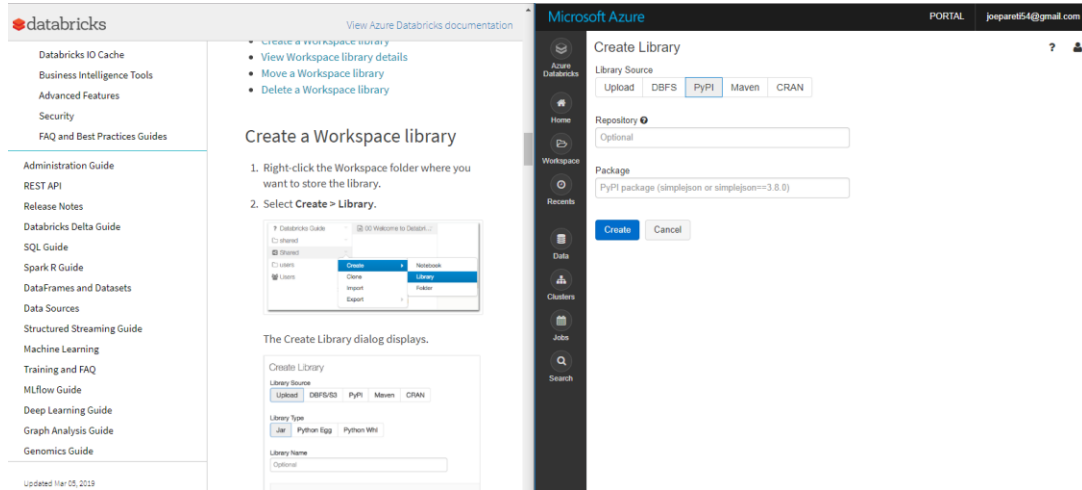 databricks
View Azure Databricks documentation
Databricks IO Cache
Business Intelligence Tools
Advanced Features
Security
FAQ and Best Practices Guides
Administration Guide
REST API
Release Notes
Databricks Delta Guide
SQL Guide
Spark R Guide
DataFrames and Datasets
Data Sources
Structured Streaming Guide
Machine Learning
Training and FAQ
MLflow Guide
Deep Learning Guide
Graph Analysis Guide
Genomics Guide
Updated Mar 05, 2019
Create a Workspace library
View Workspace library details
Move a Workspace library
Delete a Workspace library
Create a Workspace library
1. Right-click the Workspace folder where you
want to store the library.
2. Select Create > Library.
? Databricks Guide
00 Welcome to Databri...
shared
Shared
users
Users
Create
Clone
Import
Export
Notebook
Library
Folder
The Create Library dialog displays.
Create Library
Library Source
Upload DBFS/S3 PyPI Maven CRAN
Library Type
Jar Python Egg Python Whl
Library Name
Optional
Microsoft Azure
PORTAL
joepareti54@gmail.com
Azure
Databricks
Home
Workspace
Recents
Data
Clusters
Jobs
Search
Create Library
?
Library Source
Upload DBFS PyPI Maven CRAN
Repository ?
Optional
Package
PyPI package (simplejson or simplejson==3.8.0)
Create Cancel